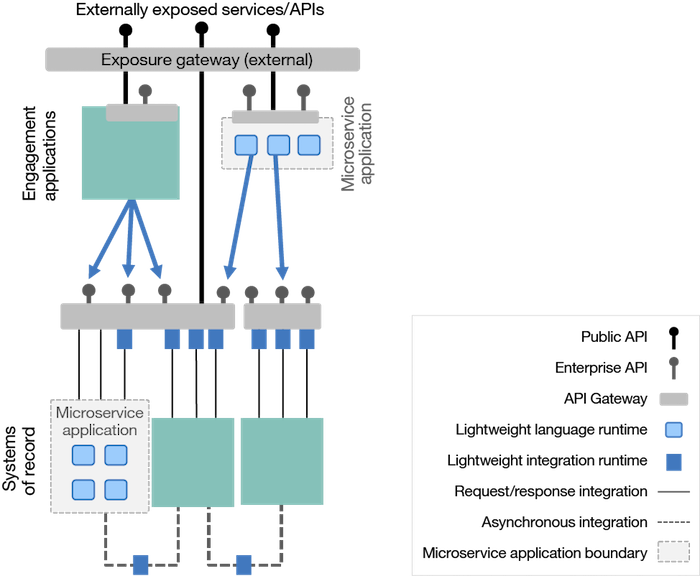 Externally exposed services/APIs
Exposure gateway (external)
Engagement
applications
Microservice
application
Microservice
application
Systems
of record
Public API
Enterprise API
API Gateway
Lightweight language runtime
Lightweight integration runtime
Request/response integration
Asynchronous integration
Microservice application boundary